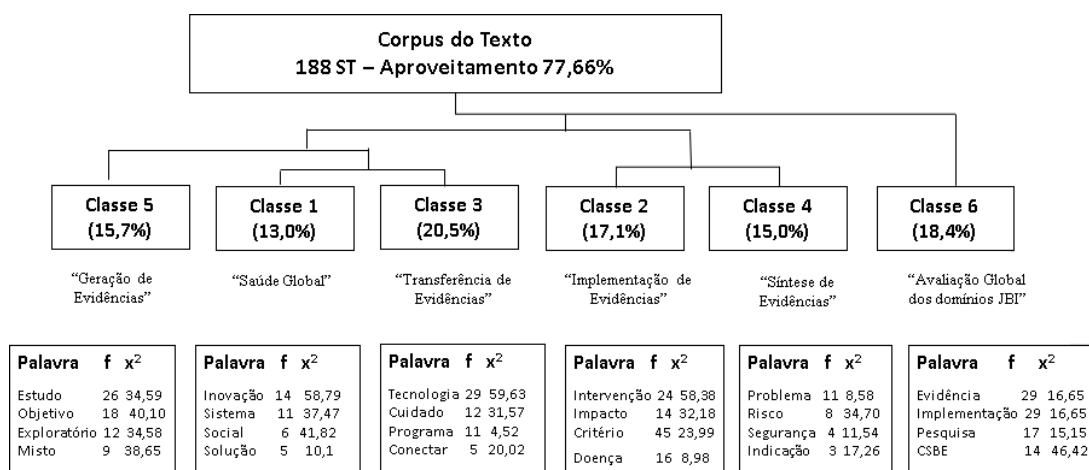 Corpus do Texto
188 ST – Aproveitamento 77,66%
Classe 5
(15,7%)
Classe 1
(13,0%)
Classe 3
(20,5%)
Classe 2
(17,1%)
Classe 4
(15,0%)
Classe 6
(18,4%)
“Geração de
Evidências”
“Saúde Global”
“Transferência de
Evidências”
“Implementação de
Evidências”
“Síntese de
Evidências”
“Avaliação Global
dos domínios JBI”
Palavra f x²
Estudo 26 34,59
Objetivo 18 40,10
Exploratório 12 34,58
Misto 9 38,65
Palavra f x²
Inovação 14 58,79
Sistema 11 37,47
Social 6 41,82
Solução 5 10,1
Palavra f x²
Tecnologia 29 59,63
Cuidado 12 31,57
Programa 11 4,52
Conectar 5 20,02
Palavra f x²
Intervenção 24 58,38
Impacto 14 32,18
Critério 45 23,99
Doença 16 8,98
Palavra f x²
Problema 11 8,58
Risco 8 34,70
Segurança 4 11,54
Indicação 3 17,26
Palavra f x²
Evidência 29 16,65
Implementação 29 16,65
Pesquisa 17 15,15
CSBE 14 46,42